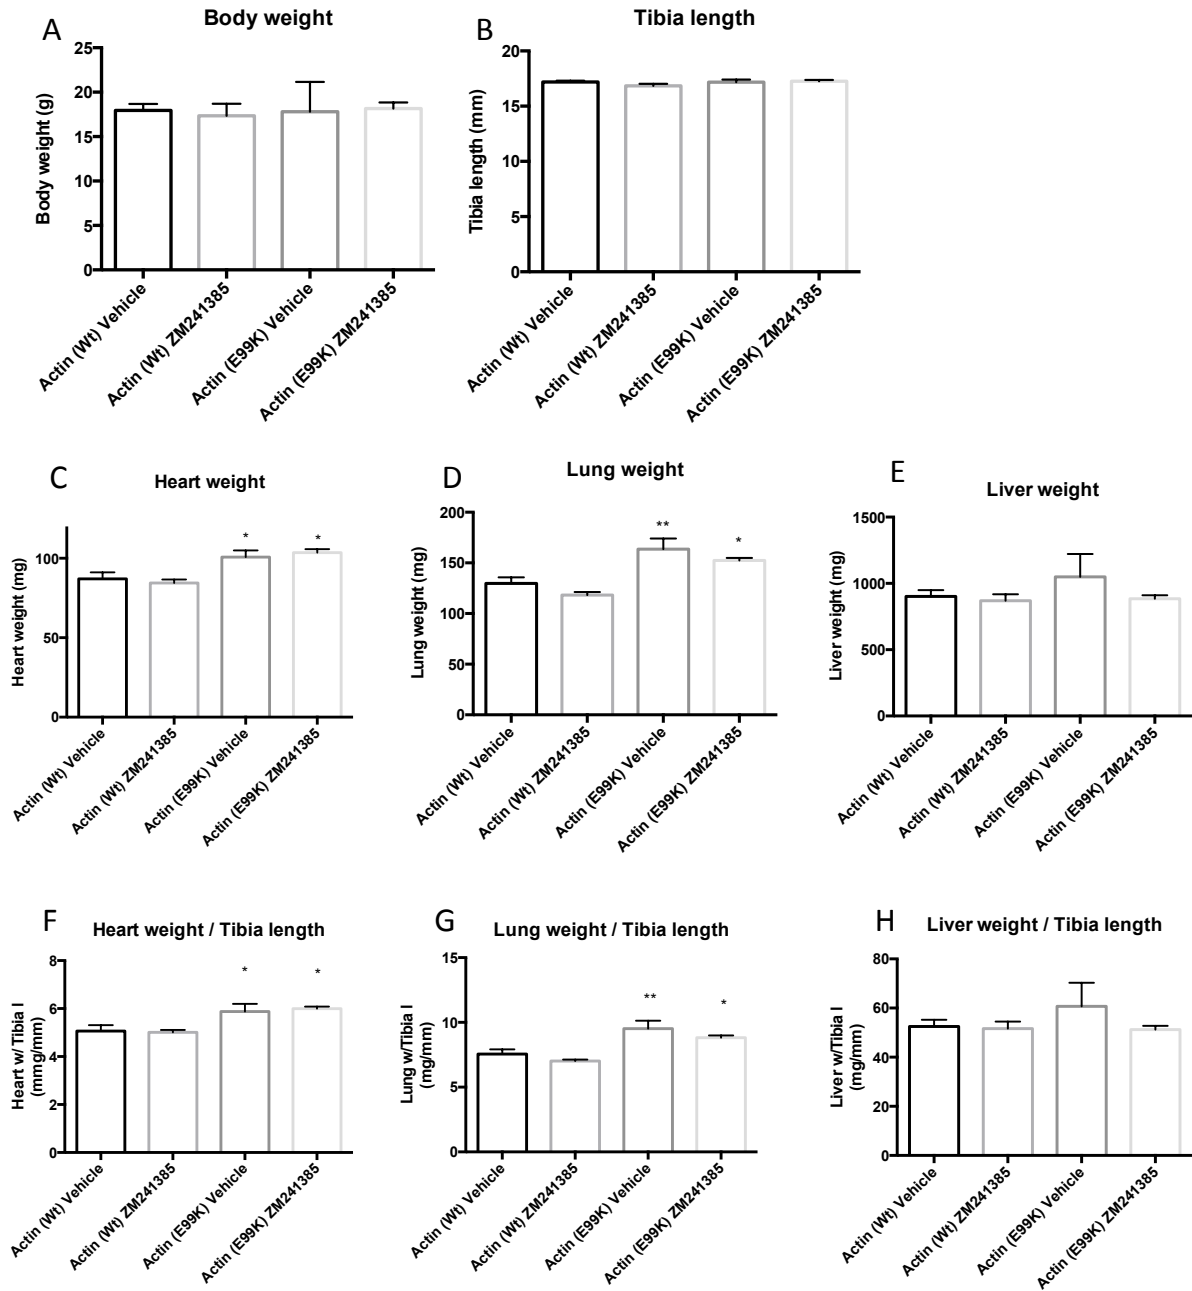 A
Body weight
Body weight (g)
25
20
15
10
5
0
Actin (Wt) Vehicle
Actin (Wt) ZM241385
Actin (E99K) Vehicle
Actin (E99K) ZM241385
B
Tibia length
Tibia length (mm)
20
15
10
5
0
Actin (Wt) Vehicle
Actin (Wt) ZM241385
Actin (E99K) Vehicle
Actin (E99K) ZM241385
C
Heart weight
Heart weight (mg)
100
50
0
*
*
Actin (Wt) Vehicle
Actin (Wt) ZM241385
Actin (E99K) Vehicle
Actin (E99K) ZM241385
D
Lung weight
Lung weight (mg)
200
150
100
50
0
**
*
Actin (Wt) Vehicle
Actin (Wt) ZM241385
Actin (E99K) Vehicle
Actin (E99K) ZM241385
E
Liver weight
Liver weight (mg)
1500
1000
500
0
Actin (Wt) Vehicle
Actin (Wt) ZM241385
Actin (E99K) Vehicle
Actin (E99K) ZM241385
F
Heart weight / Tibia length
Heart w/ Tibia l
(mmg/mm)
8
6
4
2
0
*
*
Actin (Wt) Vehicle
Actin (Wt) ZM241385
Actin (E99K) Vehicle
Actin (E99K) ZM241385
G
Lung weight / Tibia length
Lung w/Tibia l
(mg/mm)
15
10
5
0
**
*
Actin (Wt) Vehicle
Actin (Wt) ZM241385
Actin (E99K) Vehicle
Actin (E99K) ZM241385
H
Liver weight / Tibia length
Liver w/Tibia l
(mg/mm)
80
60
40
20
0
Actin (Wt) Vehicle
Actin (Wt) ZM241385
Actin (E99K) Vehicle
Actin (E99K) ZM241385